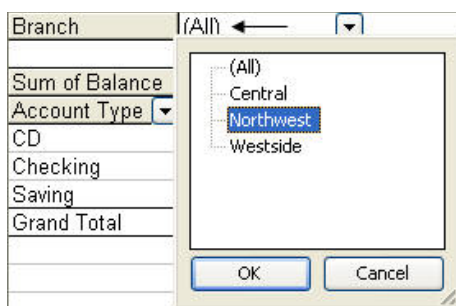 Branch (All)
Sum of Balance
Account Type
CD
Checking
Saving
Grand Total
(All)
Central
Northwest
Westside
OK Cancel